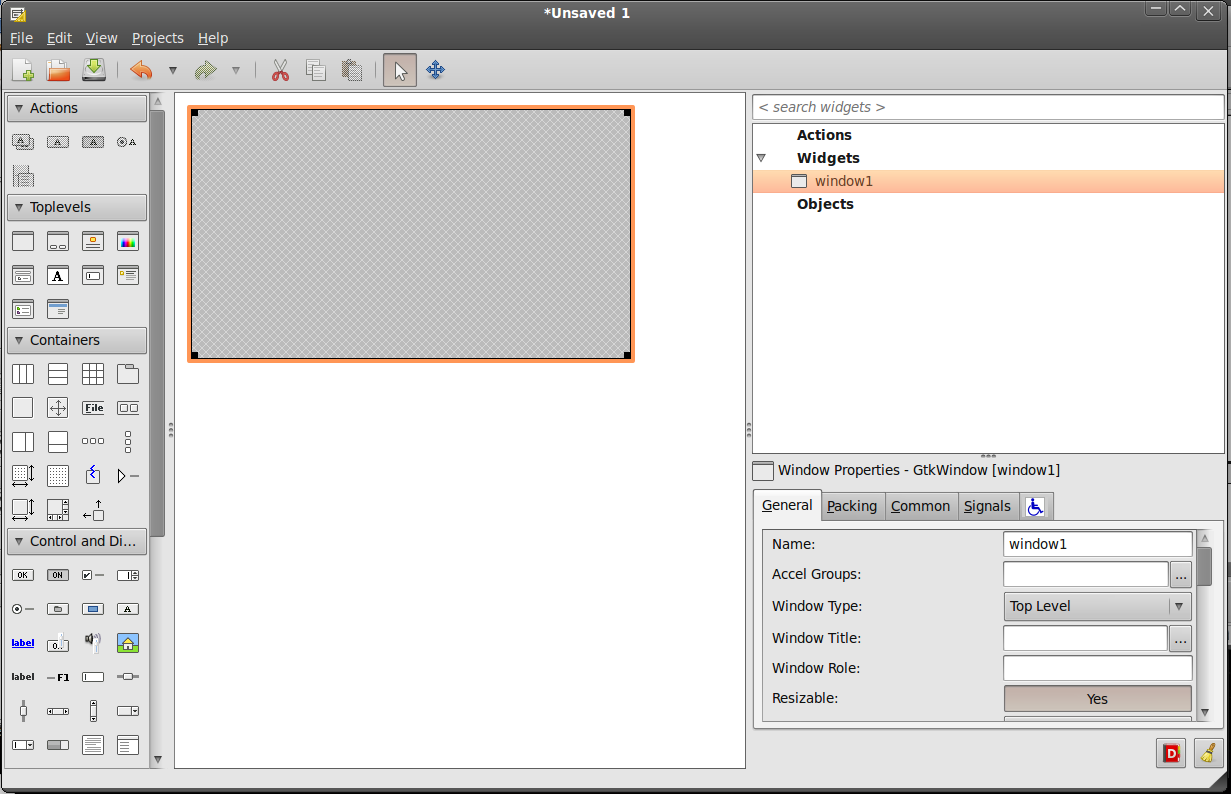 *Unsaved 1
File Edit View Projects Help
Actions
Toplevels
A
Containers
File
Control and Di...
OK ON
A
label 0.
label F1
< search widgets >
Actions
Widgets
window1
Objects
Window Properties - GtkWindow [window1]
General Packing Common Signals
Name: window1
Accel Groups: ...
Window Type: Top Level
Window Title: ...
Window Role:
Resizable: Yes
D